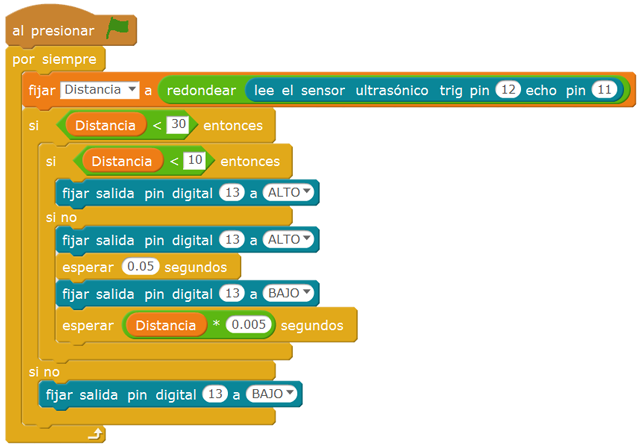 al presionar
por siempre
fijar Distancia a redondear lee el sensor ultrasónico trig pin 12 echo pin 11
si Distancia < 30 entonces
si Distancia < 10 entonces
fijar salida pin digital 13 a ALTO
si no
fijar salida pin digital 13 a ALTO
esperar 0.05 segundos
fijar salida pin digital 13 a BAJO
esperar Distancia * 0.005 segundos
si no
fijar salida pin digital 13 a BAJO